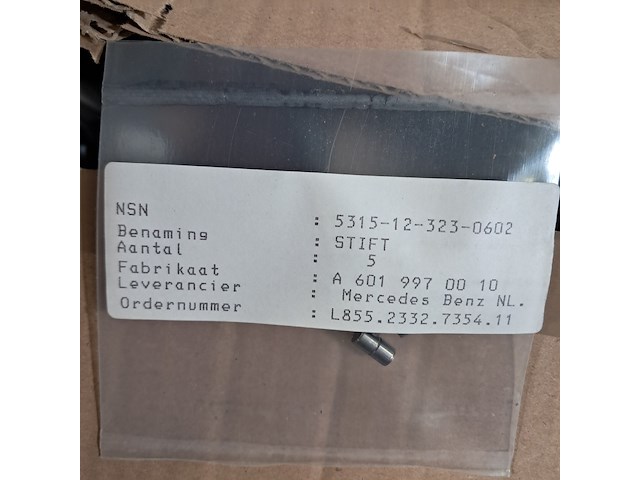 NSN : 5315-12-323-0602
Benaming : STIFT
Aantal : 5
Fabrikaat : A 601 997 00 10
Leverancier : Mercedes Benz NL.
Ordernummer : L855.2332.7354.11